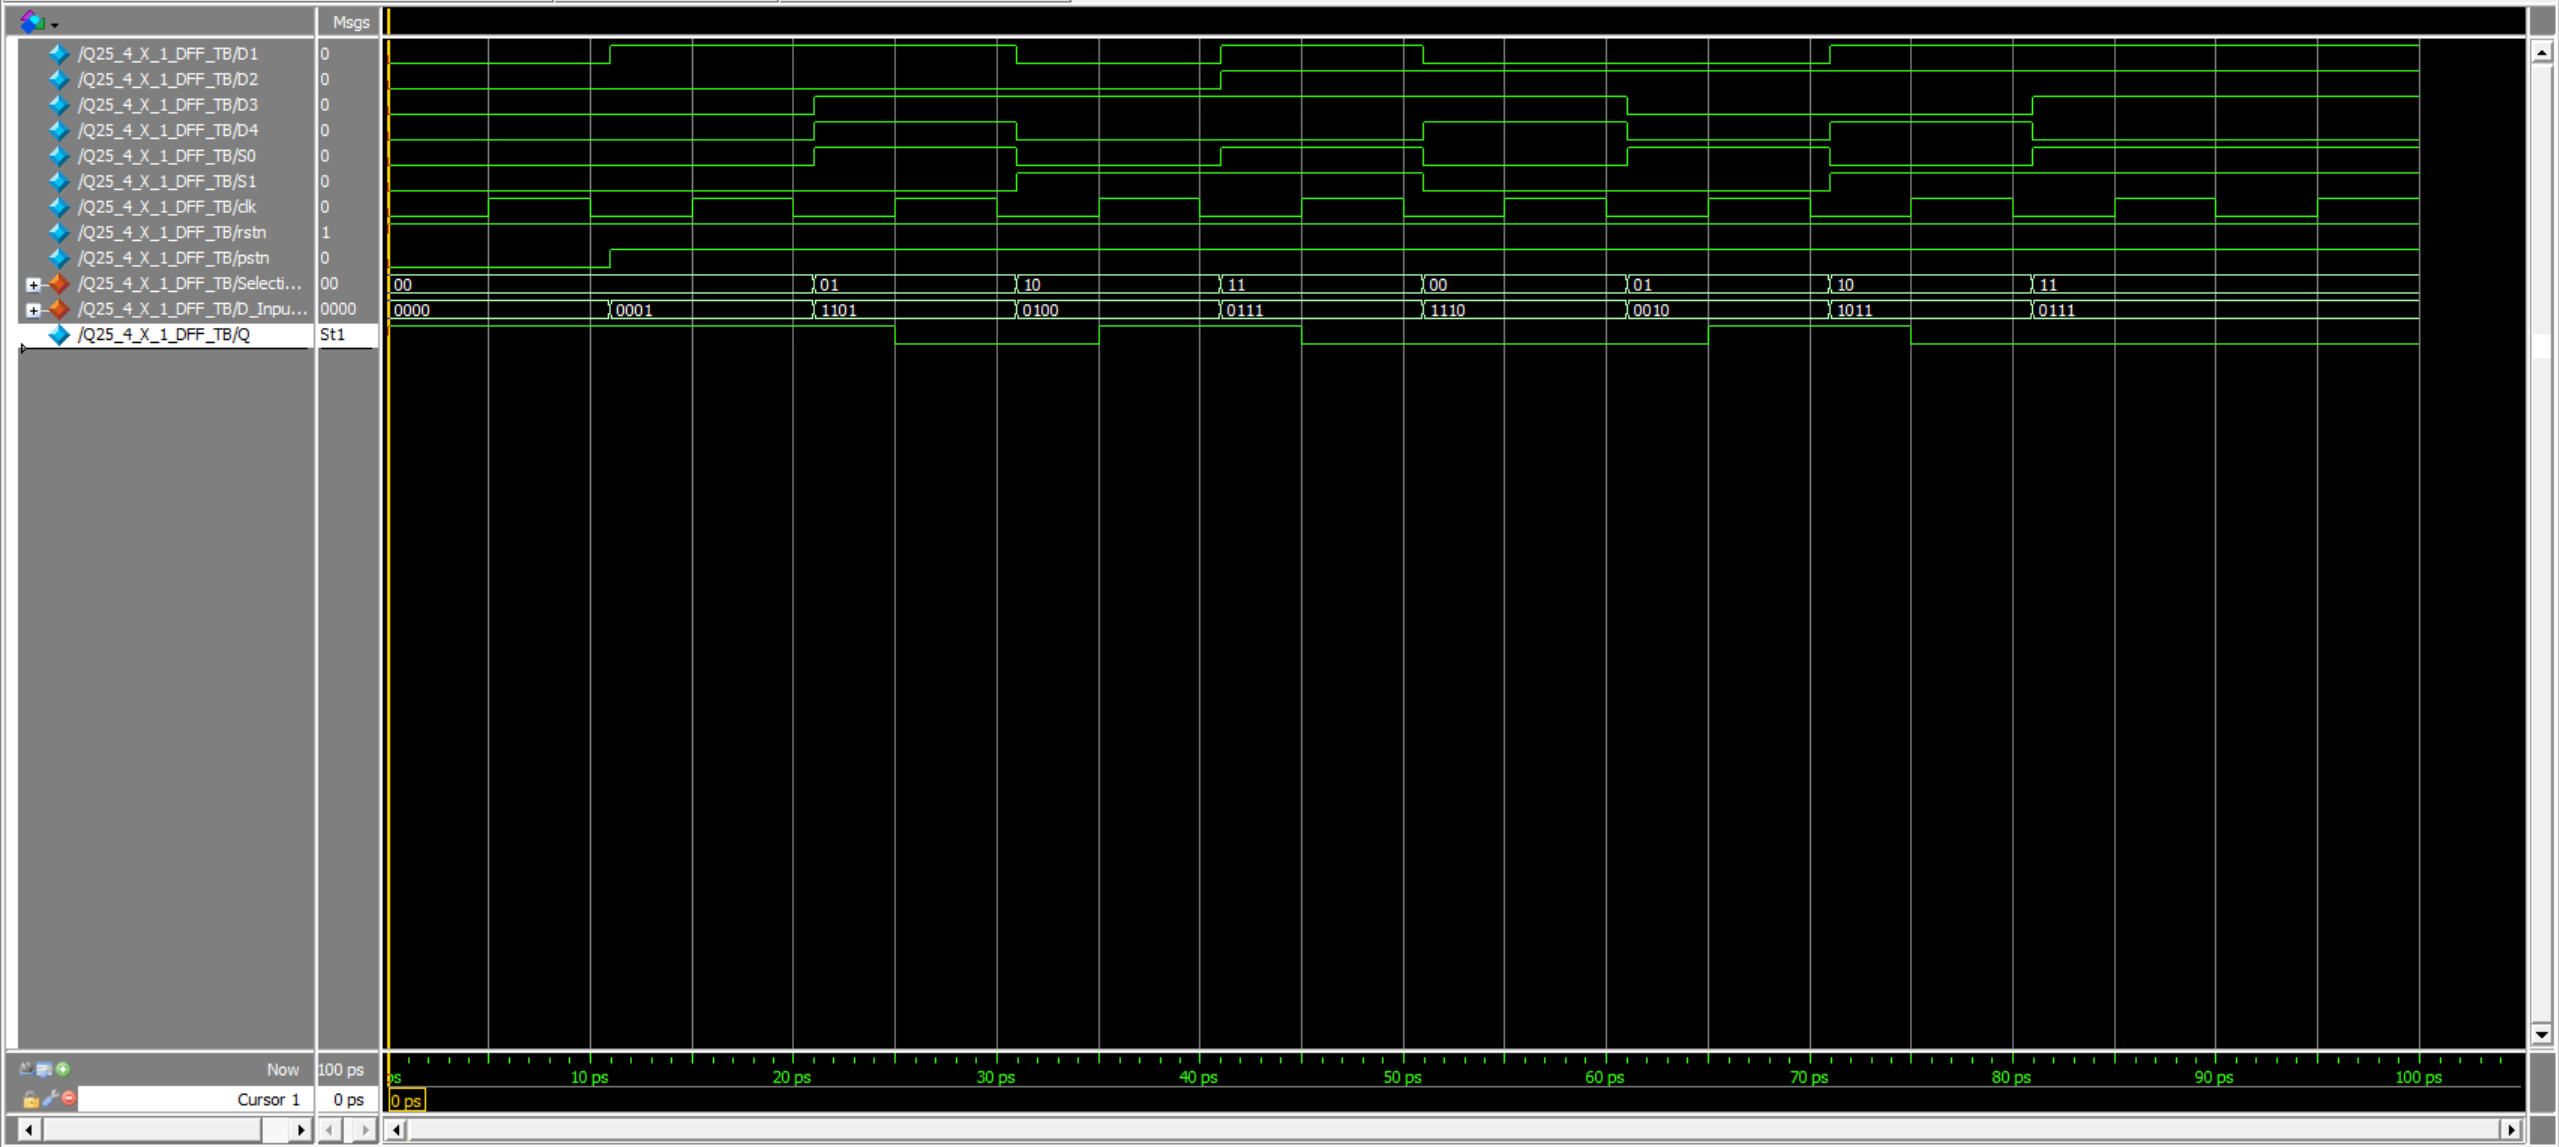 Msgs
/Q25_4_X_1_DFF_TB/D1 0
/Q25_4_X_1_DFF_TB/D2 0
/Q25_4_X_1_DFF_TB/D3 0
/Q25_4_X_1_DFF_TB/D4 0
/Q25_4_X_1_DFF_TB/S0 0
/Q25_4_X_1_DFF_TB/S1 0
/Q25_4_X_1_DFF_TB/clk 0
/Q25_4_X_1_DFF_TB/rstn 1
/Q25_4_X_1_DFF_TB/pstn 0
/Q25_4_X_1_DFF_TB/Selecti... 00 00 01 10 11 00 01 10 11
/Q25_4_X_1_DFF_TB/D_Inpu... 0000 0000 0001 1101 0100 0111 1110 0010 1011 0111
/Q25_4_X_1_DFF_TB/Q St1
Now 100 ps ps 10 ps 20 ps 30 ps 40 ps 50 ps 60 ps 70 ps 80 ps 90 ps 100 ps
Cursor 1 0 ps 0 ps